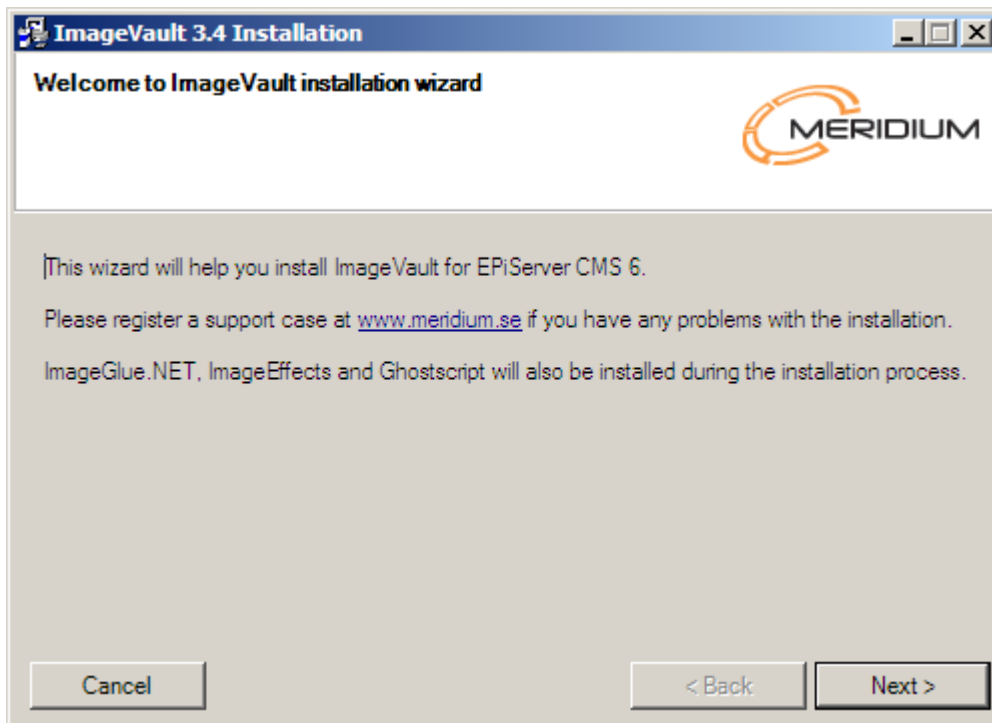 ImageVault 3.4 Installation
Welcome to ImageVault installation wizard
MERIDIUM
This wizard will help you install ImageVault for EPiServer CMS 6.
Please register a support case at www.meridium.se if you have any problems with the installation.
ImageGlue.NET, ImageEffects and Ghostscript will also be installed during the installation process.
Cancel
< Back
Next >